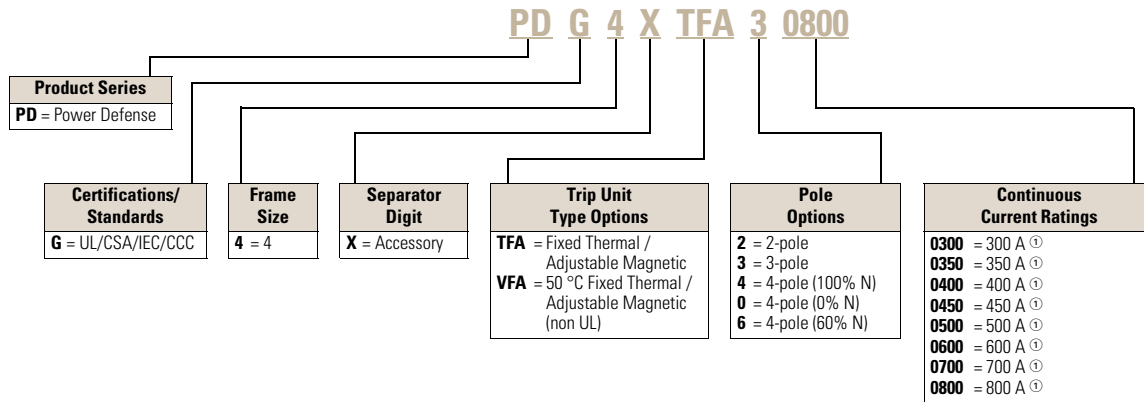 PD G 4 X TFA 3 0800
Product Series
PD = Power Defense
Certifications/
Standards
G = UL/CSA/IEC/CCC
Frame
Size
4 = 4
Separator
Digit
X = Accessory
Trip Unit
Type Options
TFA = Fixed Thermal /
Adjustable Magnetic
VFA = 50 °C Fixed Thermal /
Adjustable Magnetic
(non UL)
Pole
Options
2 = 2-pole
3 = 3-pole
4 = 4-pole (100% N)
0 = 4-pole (0% N)
6 = 4-pole (60% N)
Continuous
Current Ratings
0300 = 300 A ①
0350 = 350 A ①
0400 = 400 A ①
0450 = 450 A ①
0500 = 500 A ①
0600 = 600 A ①
0700 = 700 A ①
0800 = 800 A ①